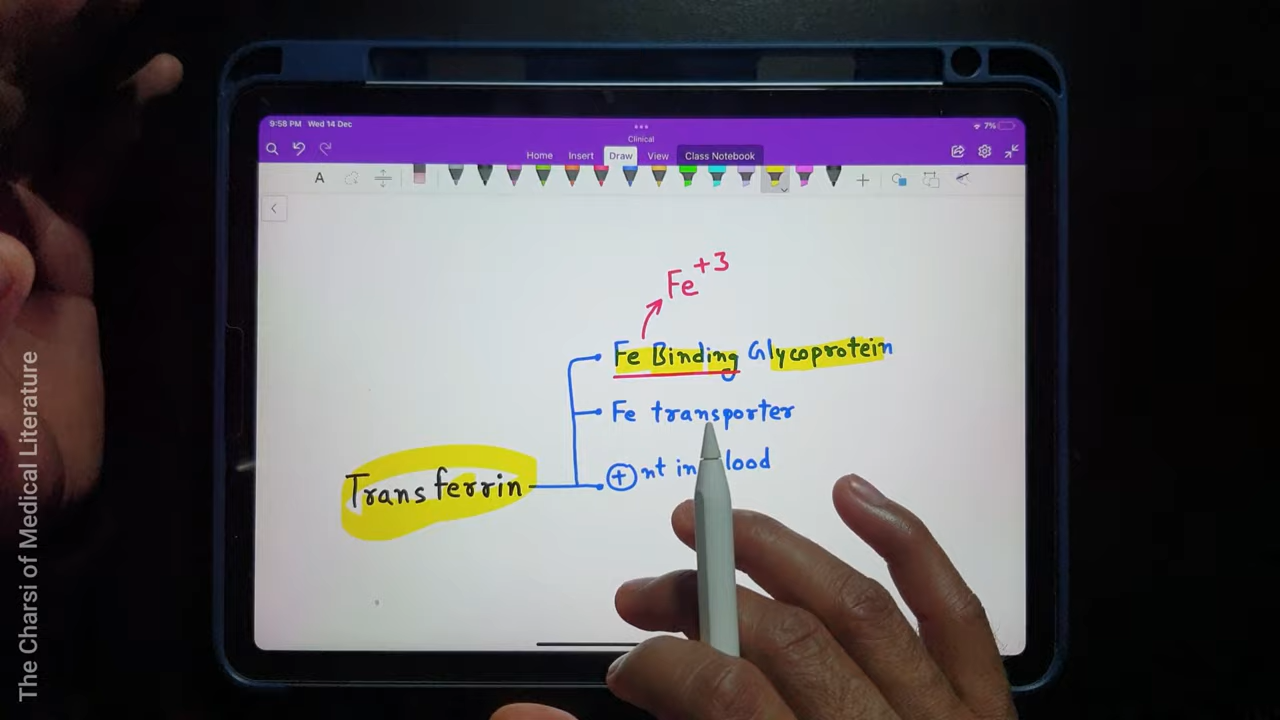 9:58 PM Wed 14 Dec
7%
Clinical
Home Insert Draw View Class Notebook
A
Fe+3
Fe Binding Glycoprotein
Fe transporter
+nt in lood
Transferrin
The Charsi of Medical Literature